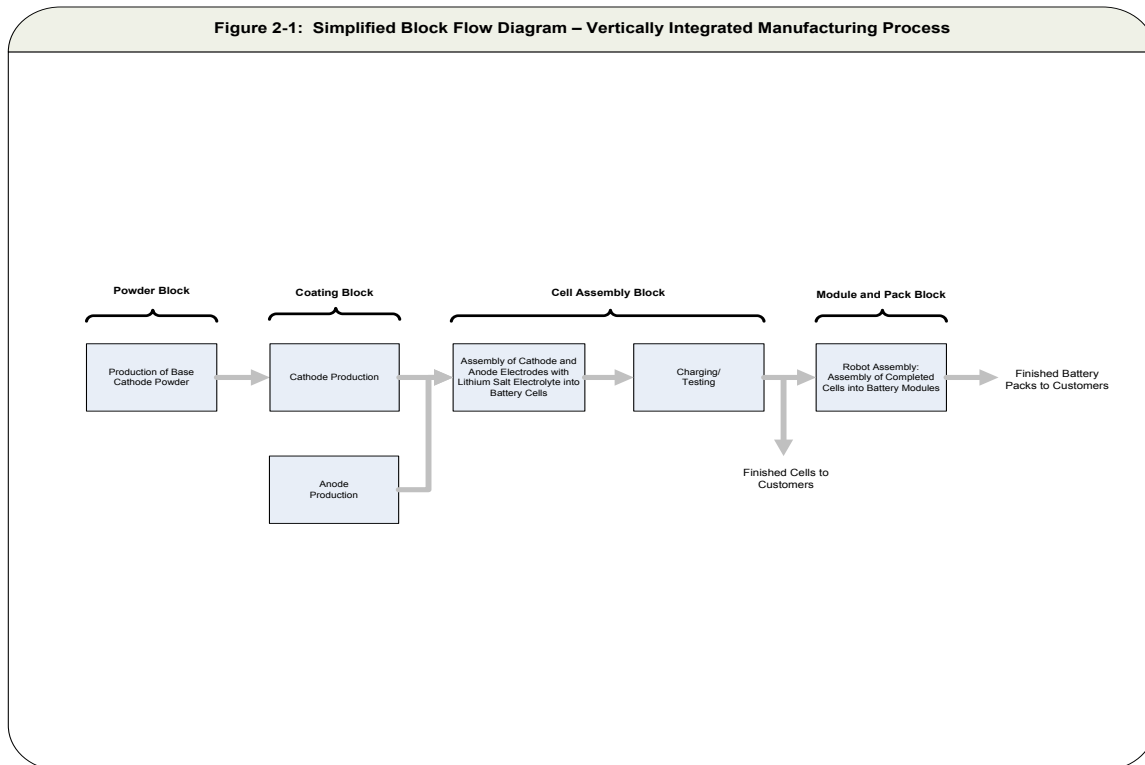 Figure 2-1:  Simplified Block Flow Diagram – Vertically Integrated Manufacturing Process
Powder Block
Coating Block
Cell Assembly Block
Module and Pack Block
Production of Base
Cathode Powder
Cathode Production
Assembly of Cathode and
Anode Electrodes with
Lithium Salt Electrolyte into
Battery Cells
Charging/
Testing
Robot Assembly:
Assembly of Completed
Cells into Battery Modules
Finished Battery
Packs to Customers
Anode
Production
Finished Cells to
Customers